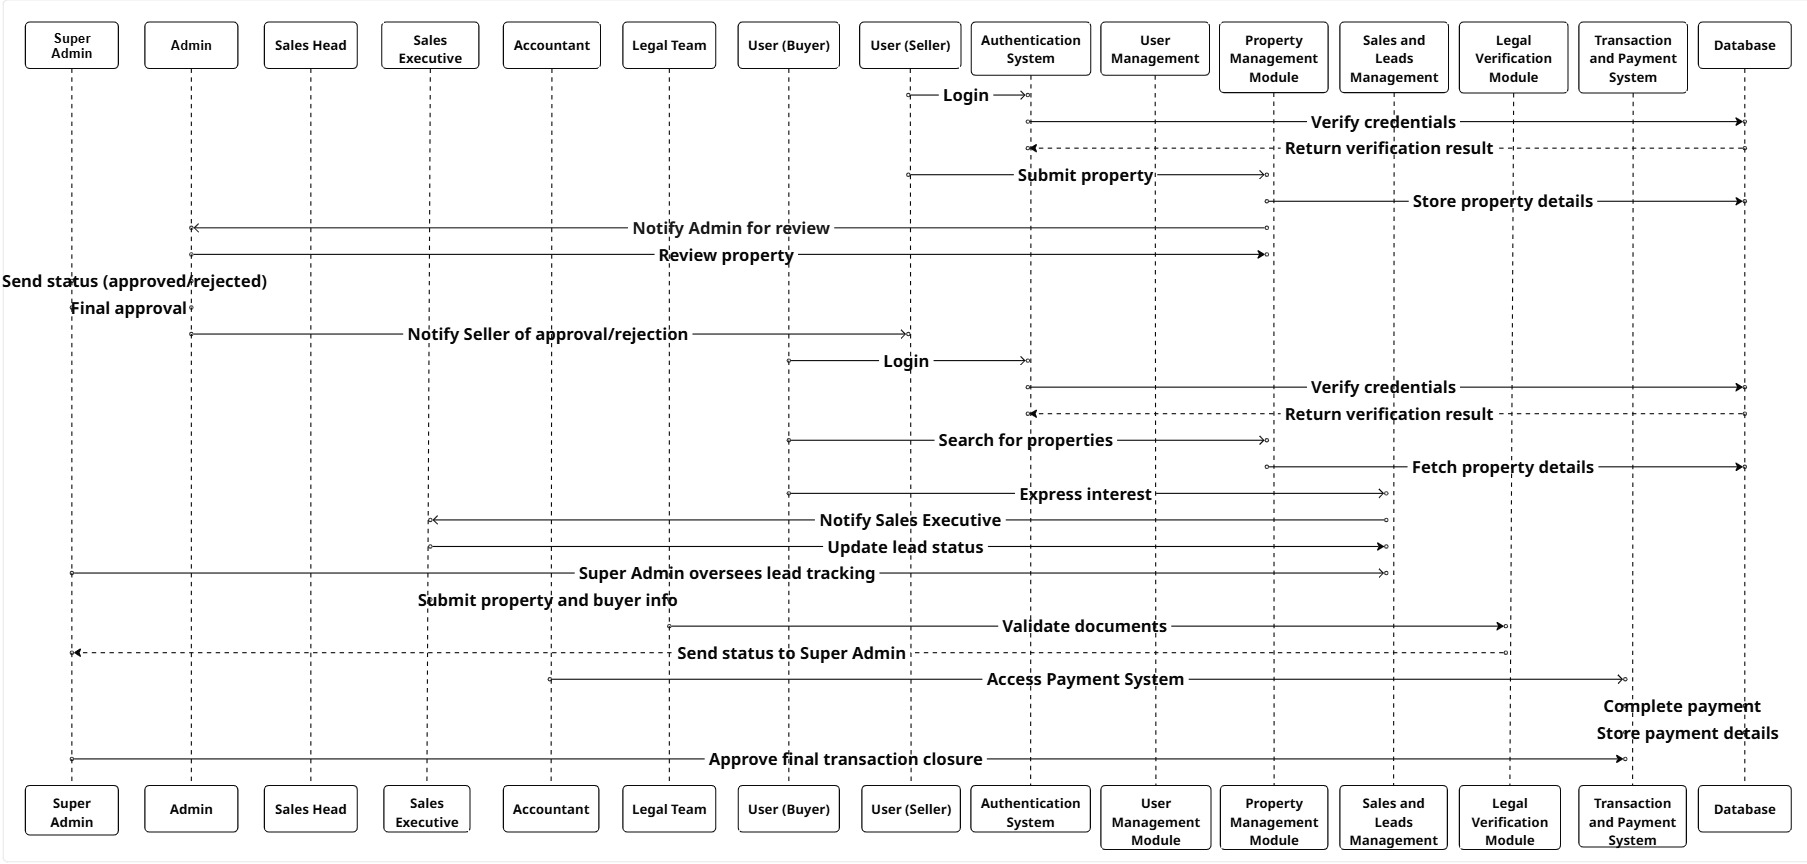 Super
Admin
Admin
Sales Head
Sales
Executive
Accountant
Legal Team
User (Buyer)
User (Seller)
Authentication
System
User
Management
Property
Management
Module
Sales and
Leads
Management
Legal
Verification
Module
Transaction
and Payment
System
Database
Login
Verify credentials
Return verification result
Submit property
Store property details
Notify Admin for review
Review property
Send status (approved/rejected)
Final approval
Notify Seller of approval/rejection
Login
Verify credentials
Return verification result
Search for properties
Fetch property details
Express interest
Notify Sales Executive
Update lead status
Super Admin oversees lead tracking
Submit property and buyer info
Validate documents
Send status to Super Admin
Access Payment System
Complete payment
Store payment details
Approve final transaction closure
Super
Admin
Admin
Sales Head
Sales
Executive
Accountant
Legal Team
User (Buyer)
User (Seller)
Authentication
System
User
Management
Module
Property
Management
Module
Sales and
Leads
Management
Legal
Verification
Module
Transaction
and Payment
System
Database